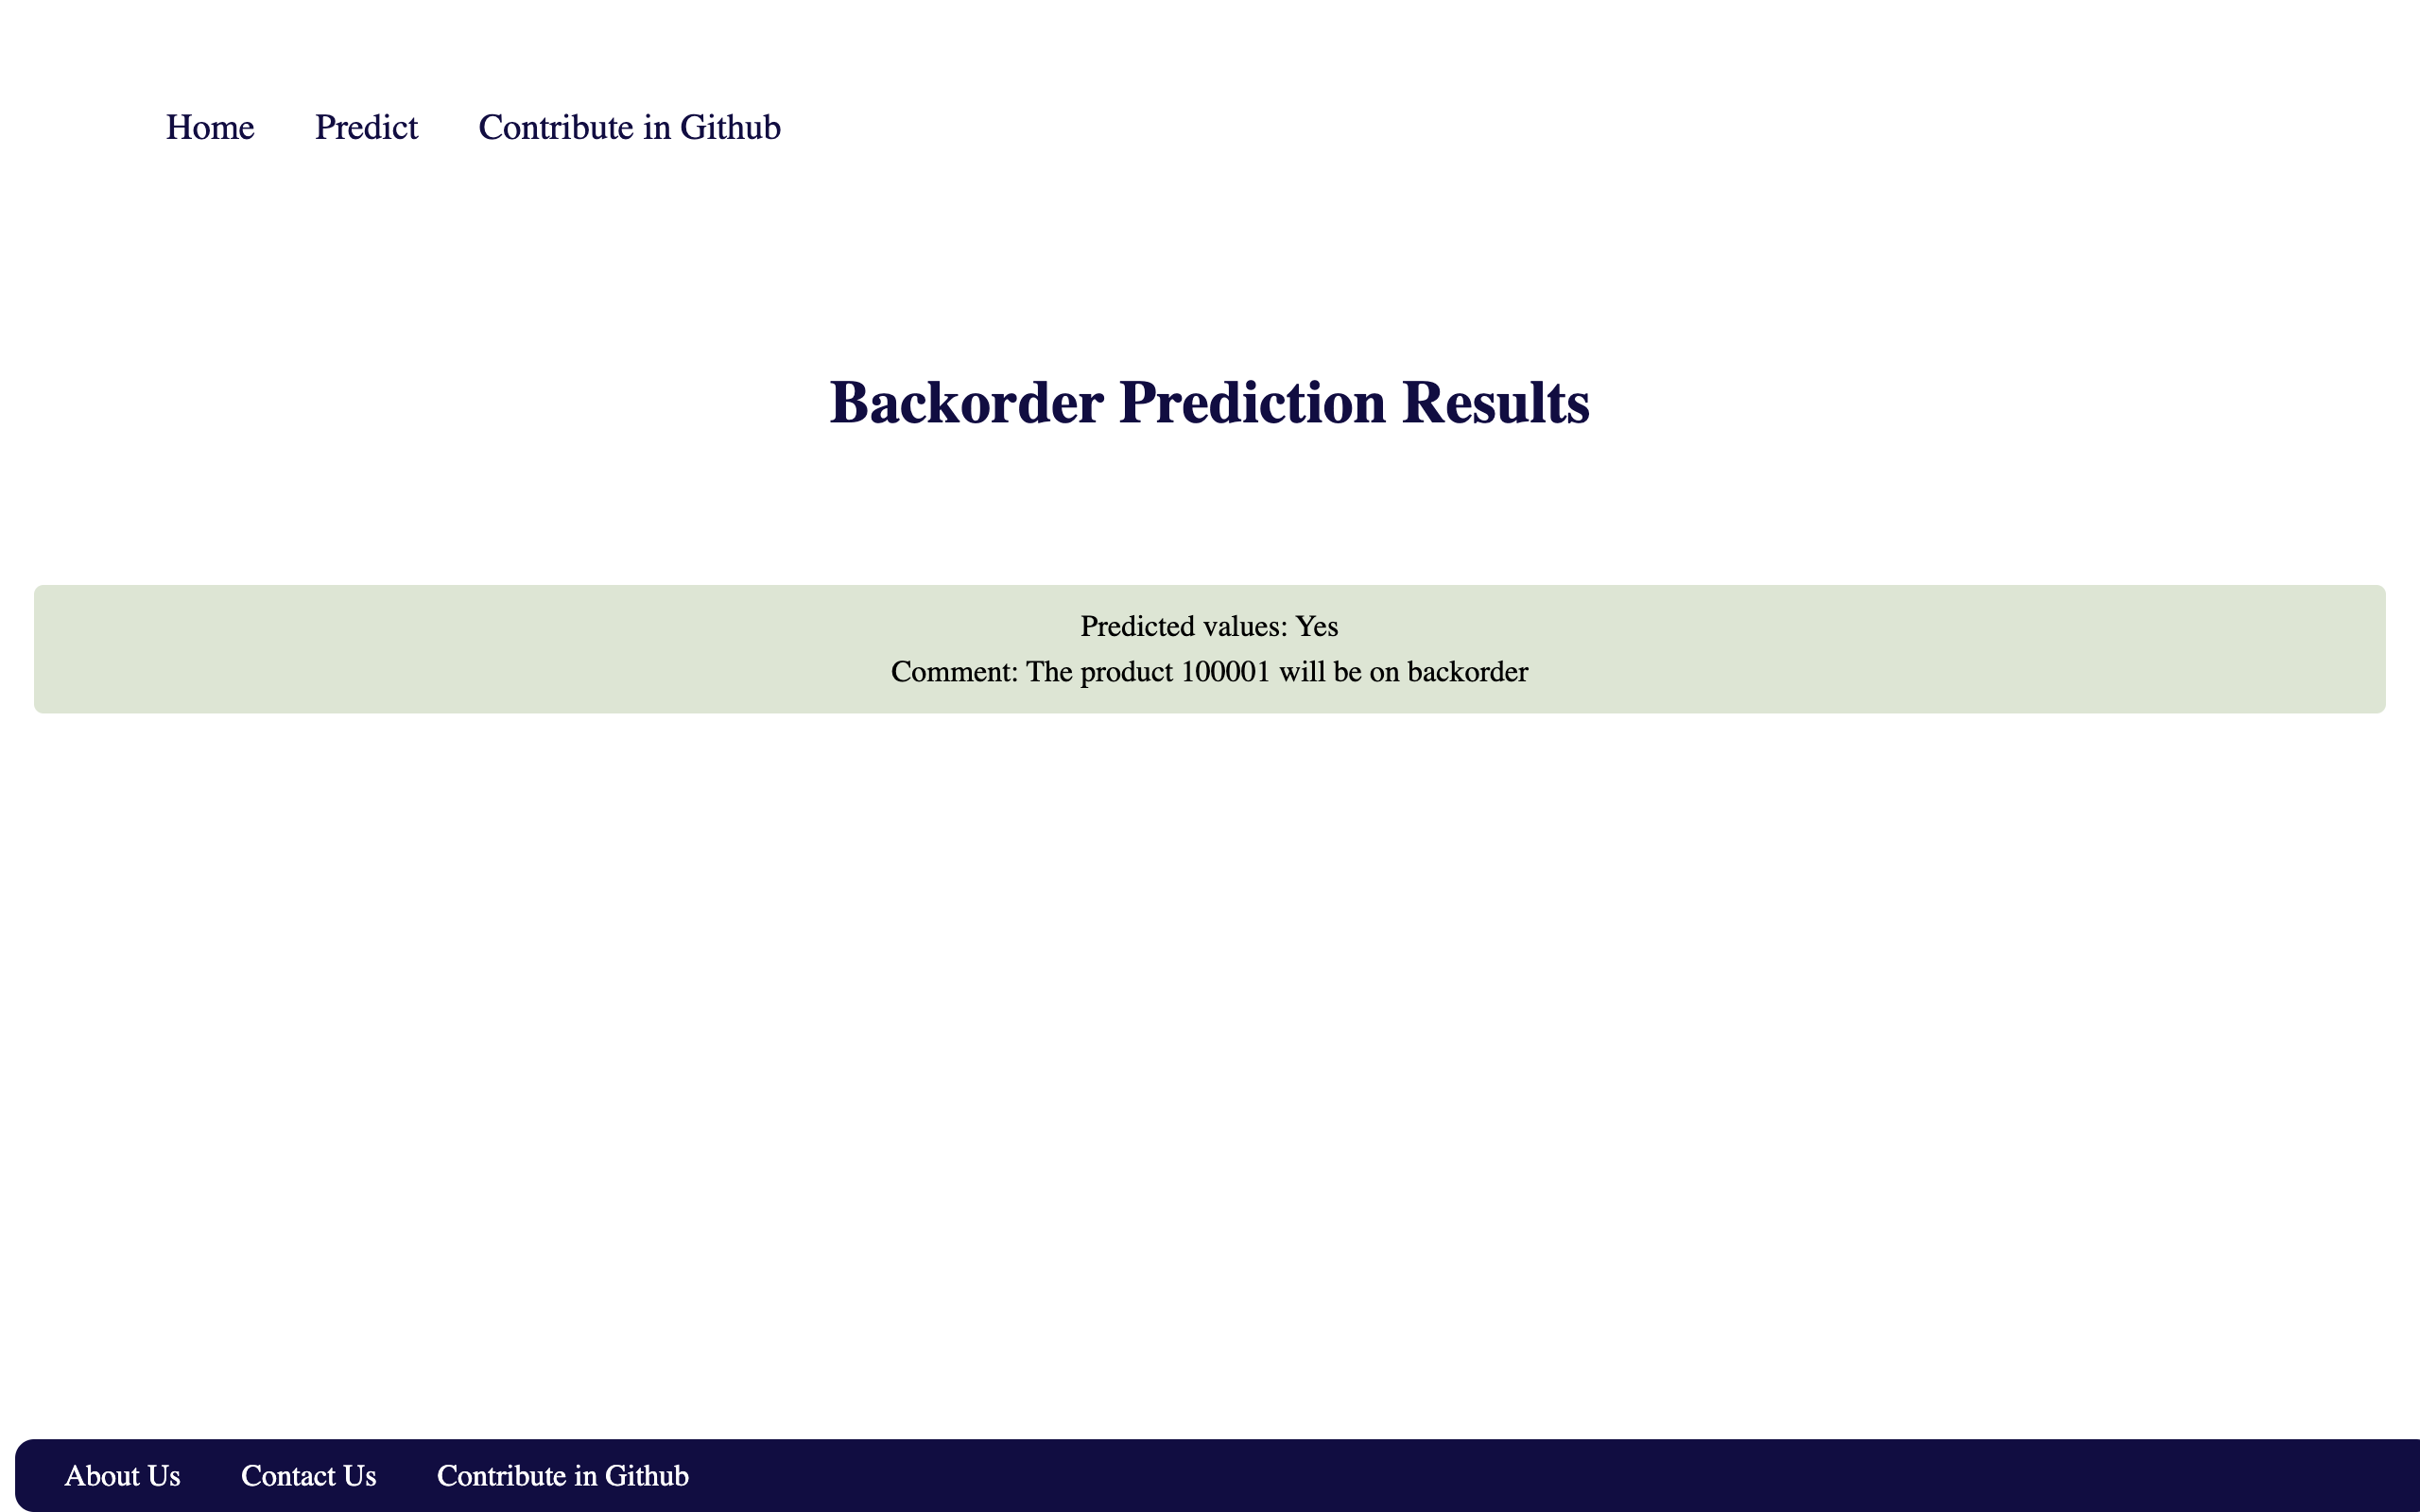 Home Predict Contribute in Github
Backorder Prediction Results
Predicted values: Yes
Comment: The product 100001 will be on backorder
About Us Contact Us Contribute in Github